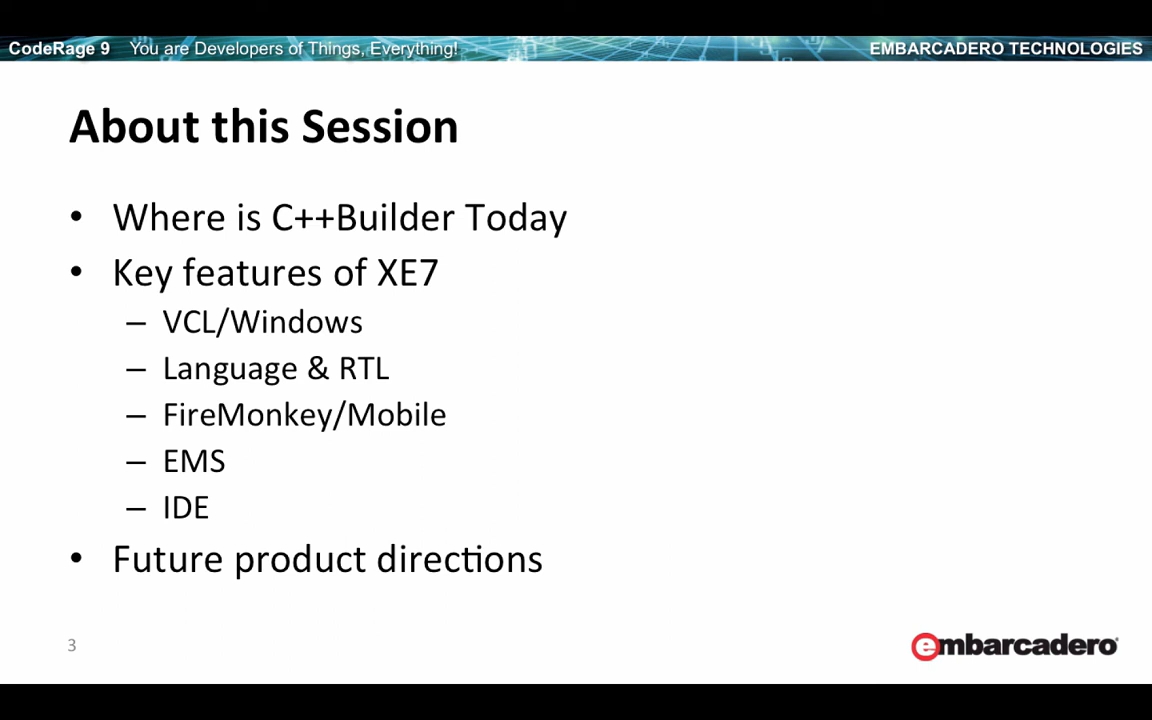 CodeRage 9 You are Developers of Things, Everything! EMBARCADERO TECHNOLOGIES
About this Session
• Where is C++Builder Today
• Key features of XE7
– VCL/Windows
– Language & RTL
– FireMonkey/Mobile
– EMS
– IDE
• Future product directions
3 embarcadero